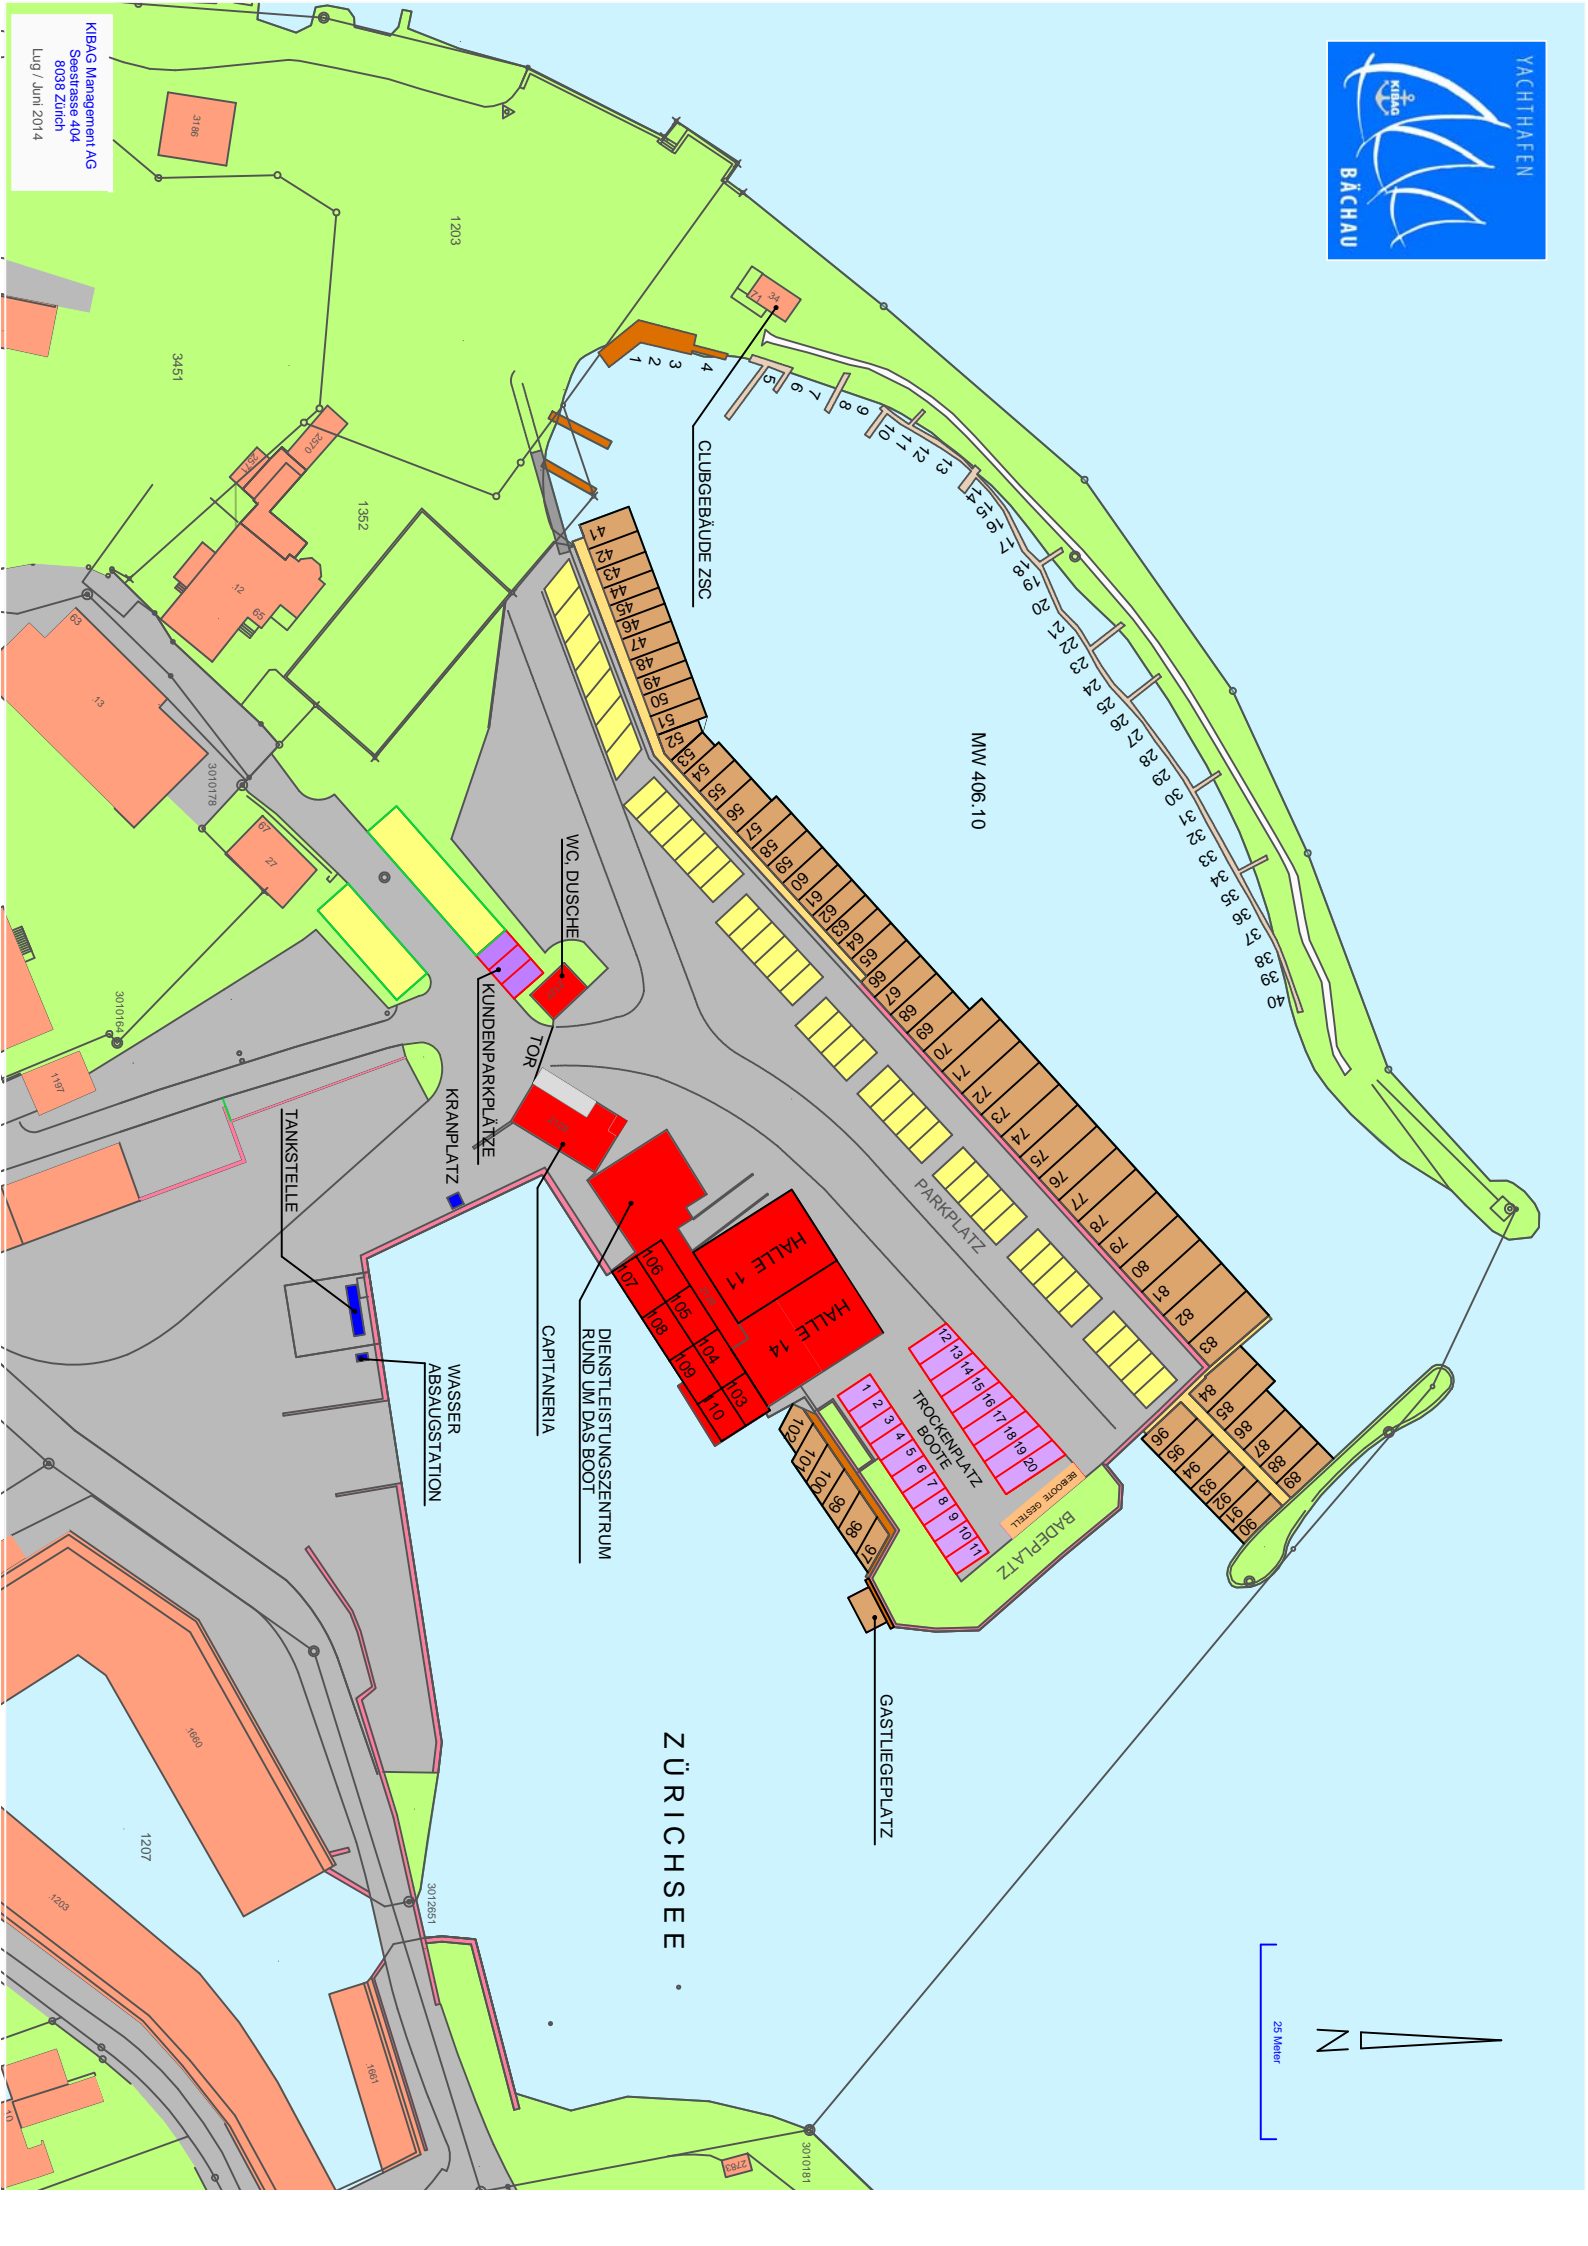 YACHTHAFEN
KIBAG
BÄCHAU
KIBAG Management AG
Seestrasse 404
8038 Zürich
Lug / Juni 2014
3186
1203
3451
34
71
1 2 3 4 5 6 7 8 9 10 11 12 13 14 15 16 17 18 19 20 21 22 23 24 25 26 27 28 29 30 31 32 33 34 35 36 37 38 39 40
CLUBGEBÄUDE ZSC
MW 406.10
2570
2571
1352
12
65
63
13
3010178
67
27
3010164
1197
41 42 43 44 45 46 47 48 49 50 51 52 53 54 55 56 57 58 59 60 61 62 63 64 65 66 67 68 69 70 71 72 73 74 75 76 77 78 79 80 81 82 83
84 85 86 87 88 89
96 95 94 93 92 91 90
WC, DUSCHE
KUNDENPARKPLÄTZE
TOR
KRANPLATZ
TANKSTELLE
CAPITANERIA
DIENSTLEISTUNGSZENTRUM
RUND UM DAS BOOT
WASSER
ABSAUGSTATION
HALLE 11
HALLE 14
106 105 104 103
107 108 109 110
PARKPLATZ
12 13 14 15 16 17 18 19 20
TROCKENPLATZ
BOOTE
1 2 3 4 5 6 7 8 9 10 11
BEIBOOTE GESTELL
BADEPLATZ
102 101 100 99 98 97
GASTLIEGEPLATZ
ZÜRICHSEE
1660
1207
1203
3012651
1661
10
2783
3010181
25 Meter
N